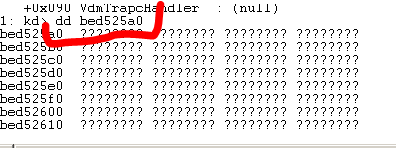 +0x090 VdmTrapcHandler : (null)
1: kd> dd bed525a0
bed525a0 ???????? ???????? ???????? ????????
bed525b0 ???????? ???????? ???????? ????????
bed525c0 ???????? ???????? ???????? ????????
bed525d0 ???????? ???????? ???????? ????????
bed525e0 ???????? ???????? ???????? ????????
bed525f0 ???????? ???????? ???????? ????????
bed52600 ???????? ???????? ???????? ????????
bed52610 ???????? ???????? ???????? ????????